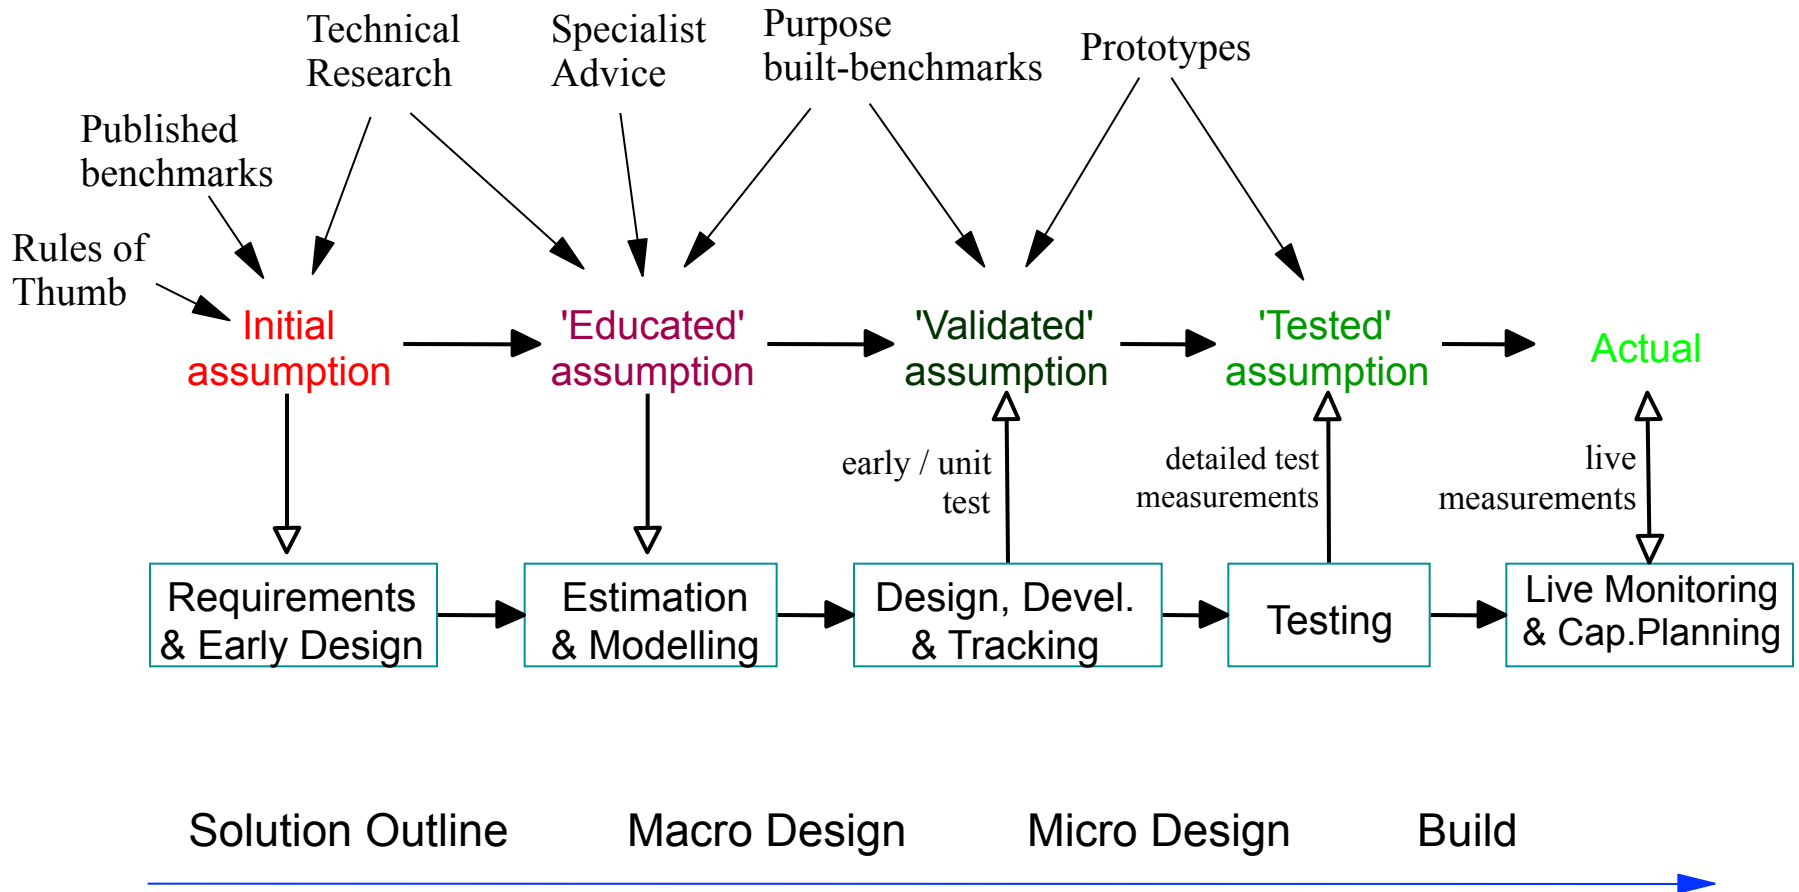 Technical
Research
Specialist
Advice
Purpose
built-benchmarks
Prototypes
Published
benchmarks
Rules of
Thumb
Initial
assumption
'Educated'
assumption
'Validated'
assumption
'Tested'
assumption
Actual
early / unit
test
detailed test
measurements
live
measurements
Requirements
& Early Design
Estimation
& Modelling
Design, Devel.
& Tracking
Testing
Live Monitoring
& Cap.Planning
Solution Outline
Macro Design
Micro Design
Build